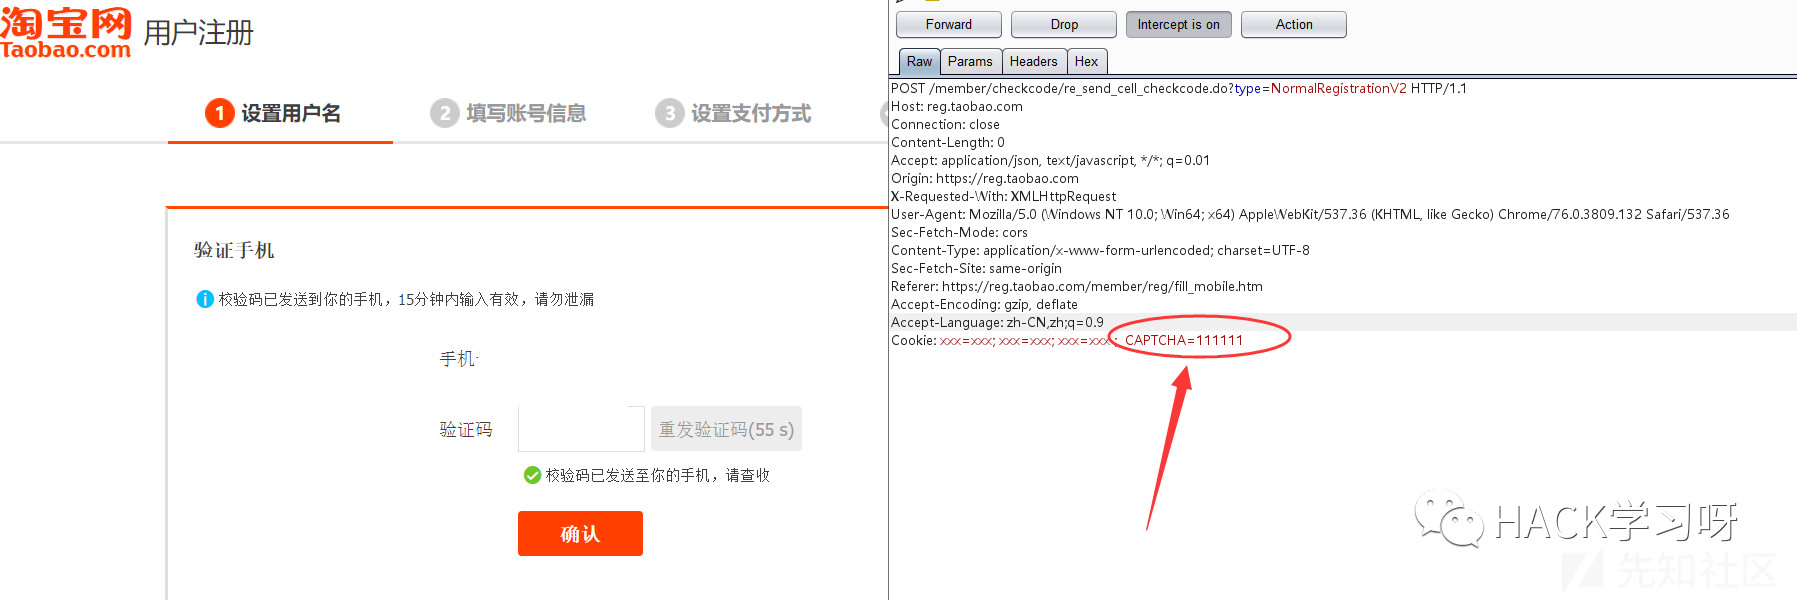 淘宝网
Taobao.com
用户注册
1 设置用户名
2 填写账号信息
3 设置支付方式
验证手机
校验码已发送到你的手机，15分钟内输入有效，请勿泄漏
手机
验证码
重发验证码(55 s)
校验码已发送至你的手机，请查收
确认
Forward Drop Intercept is on Action
Raw Params Headers Hex
POST /member/checkcode/re_send_cell_checkcode.do?type=NormalRegistrationV2 HTTP/1.1
Host: reg.taobao.com
Connection: close
Content-Length: 0
Accept: application/json, text/javascript, */*; q=0.01
Origin: https://reg.taobao.com
X-Requested-With: XMLHttpRequest
User-Agent: Mozilla/5.0 (Windows NT 10.0; Win64; x64) AppleWebKit/537.36 (KHTML, like Gecko) Chrome/76.0.3809.132 Safari/537.36
Sec-Fetch-Mode: cors
Content-Type: application/x-www-form-urlencoded; charset=UTF-8
Sec-Fetch-Site: same-origin
Referer: https://reg.taobao.com/member/reg/fill_mobile.htm
Accept-Encoding: gzip, deflate
Accept-Language: zh-CN,zh;q=0.9
Cookie: xxx=xxx; xxx=xxx; xxx=xxx ; CAPTCHA=111111
HACK学习呀
先知社区